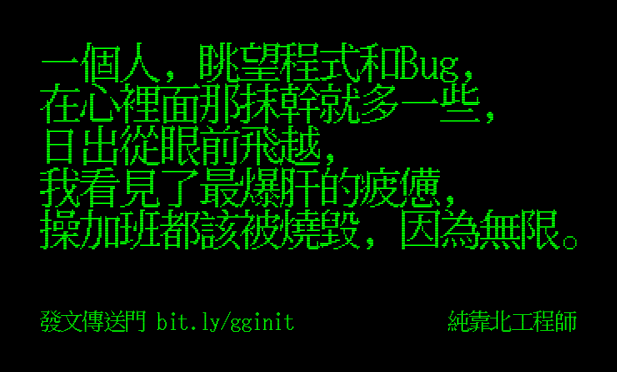 一個人，眺望程式和Bug，
在心裡面那抹幹就多一些，
日出從眼前飛越，
我看見了最爆肝的疲憊，
操加班都該被燒毀，因為無限。
發文傳送門 bit.ly/gginit
純靠北工程師